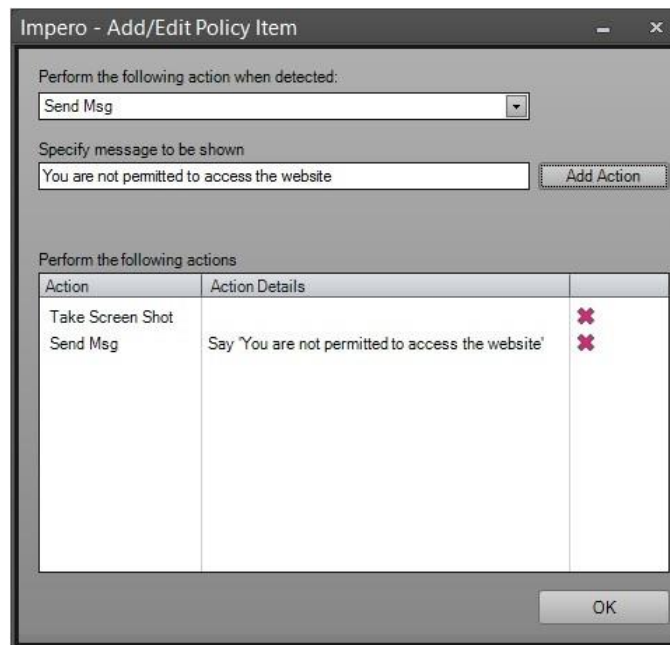 Impero - Add/Edit Policy Item
Perform the following action when detected:
Send Msg
Specify message to be shown
You are not permitted to access the website
Add Action
Perform the following actions
Action Action Details
Take Screen Shot
Send Msg Say 'You are not permitted to access the website'
OK